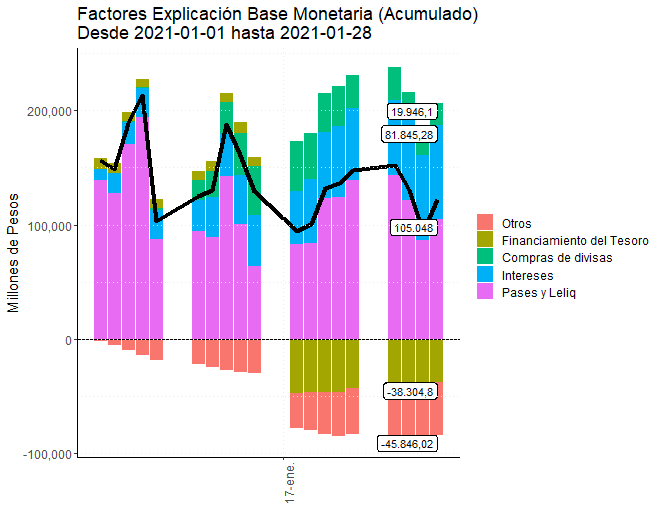 Factores Explicación Base Monetaria (Acumulado)
Desde 2021-01-01 hasta 2021-01-28
Millones de Pesos
200,000
100,000
0
-100,000
19.946,1
81.845,28
105.048
-38.304,8
-45.846,02
17-ene.
Otros
Financiamiento del Tesoro
Compras de divisas
Intereses
Pases y Leliq